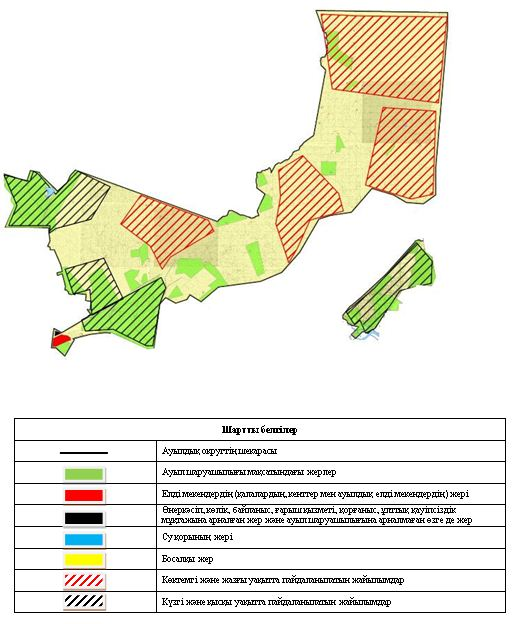 Шартты белгілер
Ауылдық округтің шекарасы
Ауыл шаруашылығы мақсатындағы жерлер
Елді мекендердің (қалалардың, кенттер мен ауылдық елді мекендердің) жері
Өнеркәсіп, көлік, байланыс, ғарыш қызметі, қорғаныс, ұлттық қауіпсіздік
мұқтажына арналған жер және ауыл шаруашылығына арналмаған өзге де жер
Су қорының жері
Босалқы жер
Көктемгі және жазғы уақытта пайдаланылатын жайылымдар
Күзгі және қысқы уақытта пайдаланылатын жайылымдар